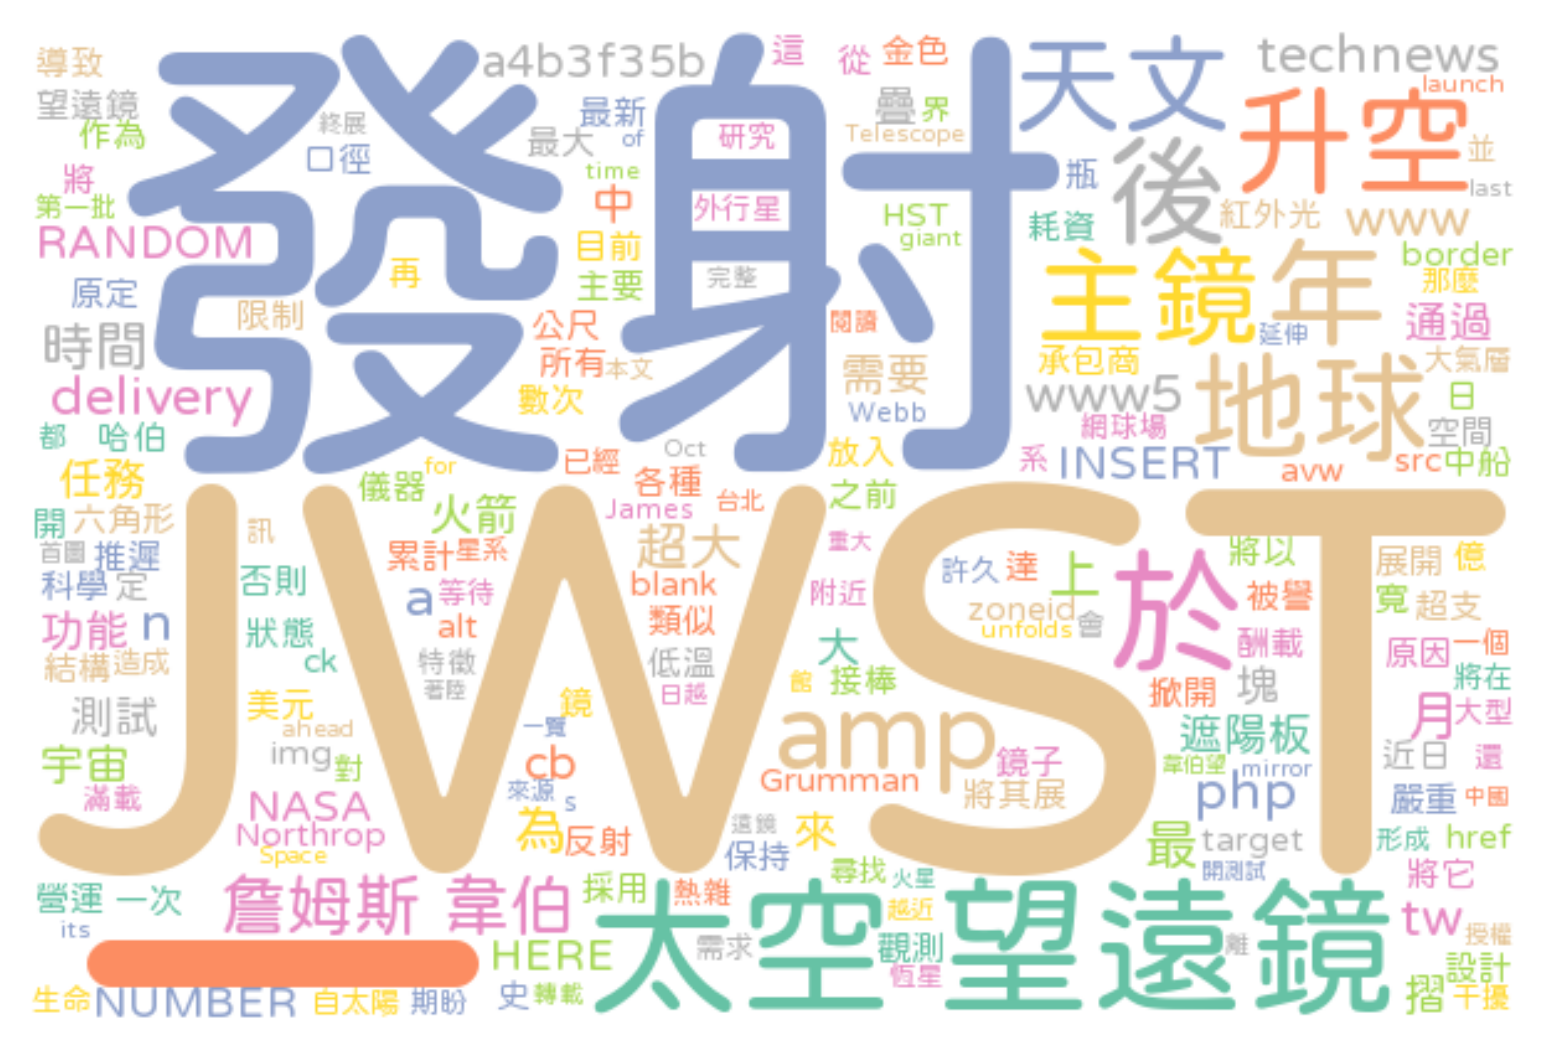 導致 a4b3f35b 這 從 金色 天文 technews
發射
望遠鏡 終展 最新 疊 界 升空 launch
作為 口徑 最大 of 研究 Telescope 後 並
將 time 瓶 last
第一批 中 外行星 HST 耗資 紅外光 www
RANDOM 再 目前 giant 主鏡 年 border
原定 主要 完整 那麼
時間 限制 公尺 閱讀 延伸 通過
所有 本文 需要 承包商 地球 大氣層
delivery 數次 Webb www5 日
都 哈伯 Oct 放入 網球場 空間
任務 儀器 for 已經 各種 系 INSERT avw src 中船
JWST
開 六角形 訊 火箭 James 台北 之前
首圖 推遲 累計 星系 超大 重大 將以 展開 億
科學 定 否則 a 等待 blank 附近 許久 達 上 於 被譽 寬 超支
功能 n 狀態 alt 類似 大 zoneid unfolds 會 酬載 原因 一個
結構 造成 ck 特徵 低溫 接棒 掀開 塊 將在
測試 美元 著陸 鏡 日越 館 月 大型
ahead 一覽 amp 遮陽板
宇宙 img 對 cb Grumman 鏡子 韋伯望 mirror 近日 還
滿載 NASA 來源 s 將其展 php 嚴重 中國
Northrop 為 反射 遠鏡 來 最 target 形成 href
Space 保持 尋找 火星 開測試 將它
營運 一次 詹姆斯 韋伯 採用 熱雜 太空望遠鏡 越近 tw
its HERE 需求 觀測 離 授權
恆星 設計
生命 NUMBER 自太陽 期盼 史 轉載 摺 干擾